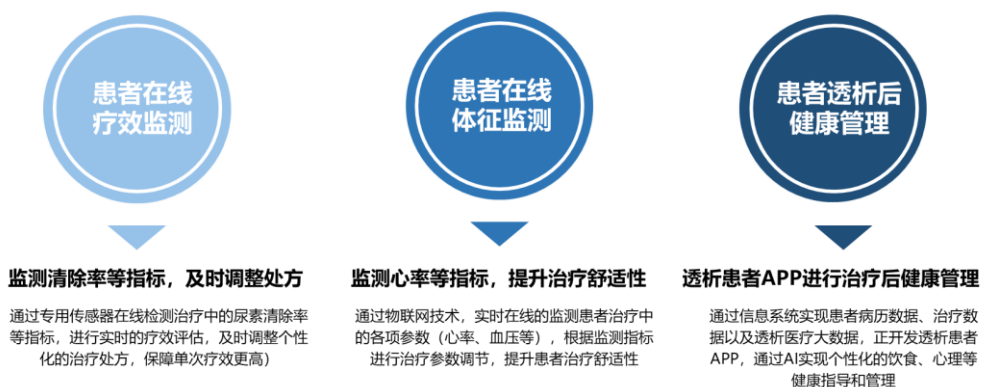 患者在线
疗效监测
监测清除率等指标，及时调整处方
通过专用传感器在线检测治疗中的尿素清除率
等指标，进行实时的疗效评估，及时调整个性
化的治疗处方，保障单次疗效更高）
患者在线
体征监测
监测心率等指标，提升治疗舒适性
通过物联网技术，实时在线的监测患者治疗中
的各项参数（心率、血压等），根据监测指标
进行治疗参数调节，提升患者治疗舒适性
患者透析后
健康管理
透析患者APP进行治疗后健康管理
通过信息系统实现患者病历数据、治疗数
据以及透析医疗大数据，正开发透析患者
APP，通过AI实现个性化的饮食、心理等
健康指导和管理